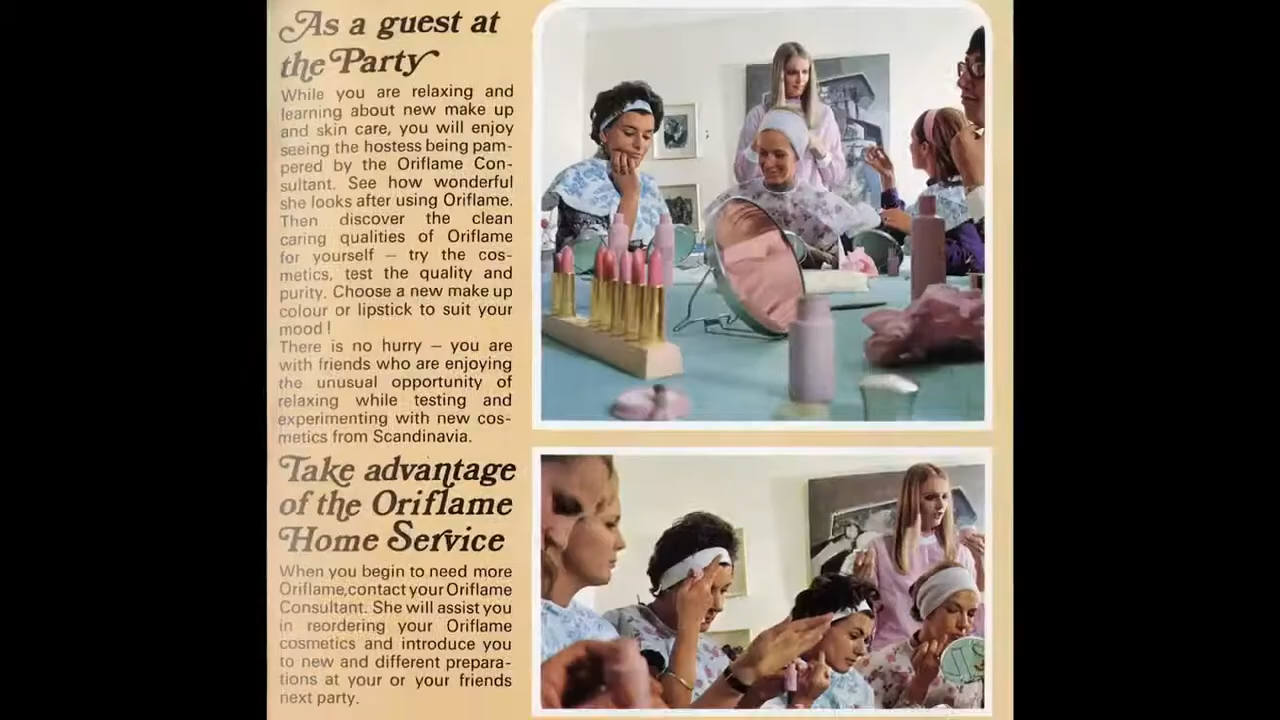 As a guest at
the Party
While you are relaxing and
learning about new make up
and skin care, you will enjoy
seeing the hostess being pam-
pered by the Oriflame Con-
sultant. See how wonderful
she looks after using Oriflame.
Then discover the clean
caring qualities of Oriflame
for yourself – try the cos-
metics, test the quality and
purity. Choose a new make up
colour or lipstick to suit your
mood!
There is no hurry – you are
with friends who are enjoying
the unusual opportunity of
relaxing while testing and
experimenting with new cos-
metics from Scandinavia.
Take advantage
of the Oriflame
Home Service
When you begin to need more
Oriflame,contact your Oriflame
Consultant. She will assist you
in reordering your Oriflame
cosmetics and introduce you
to new and different prepara-
tions at your or your friends
next party.